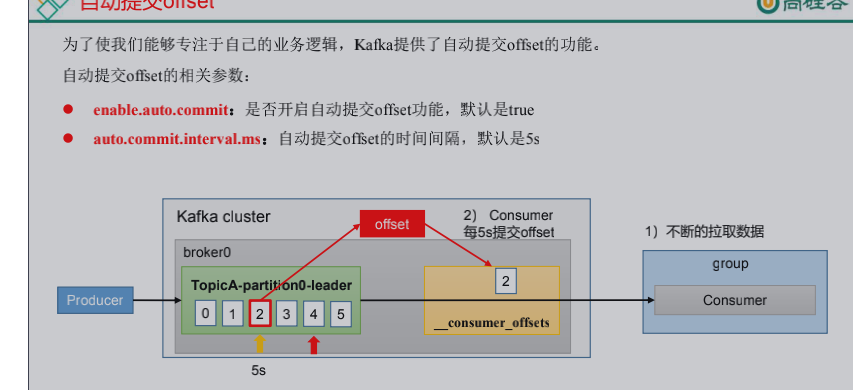 自动提交offset
尚硅谷
为了使我们能够专注于自己的业务逻辑，Kafka提供了自动提交offset的功能。
自动提交offset的相关参数：
enable.auto.commit：是否开启自动提交offset功能，默认是true
auto.commit.interval.ms：自动提交offset的时间间隔，默认是5s
Kafka cluster
offset
2） Consumer
每5s提交offset
1）不断的拉取数据
broker0
group
TopicA-partition0-leader
2
Producer
Consumer
0 1 2 3 4 5
__consumer_offsets
5s